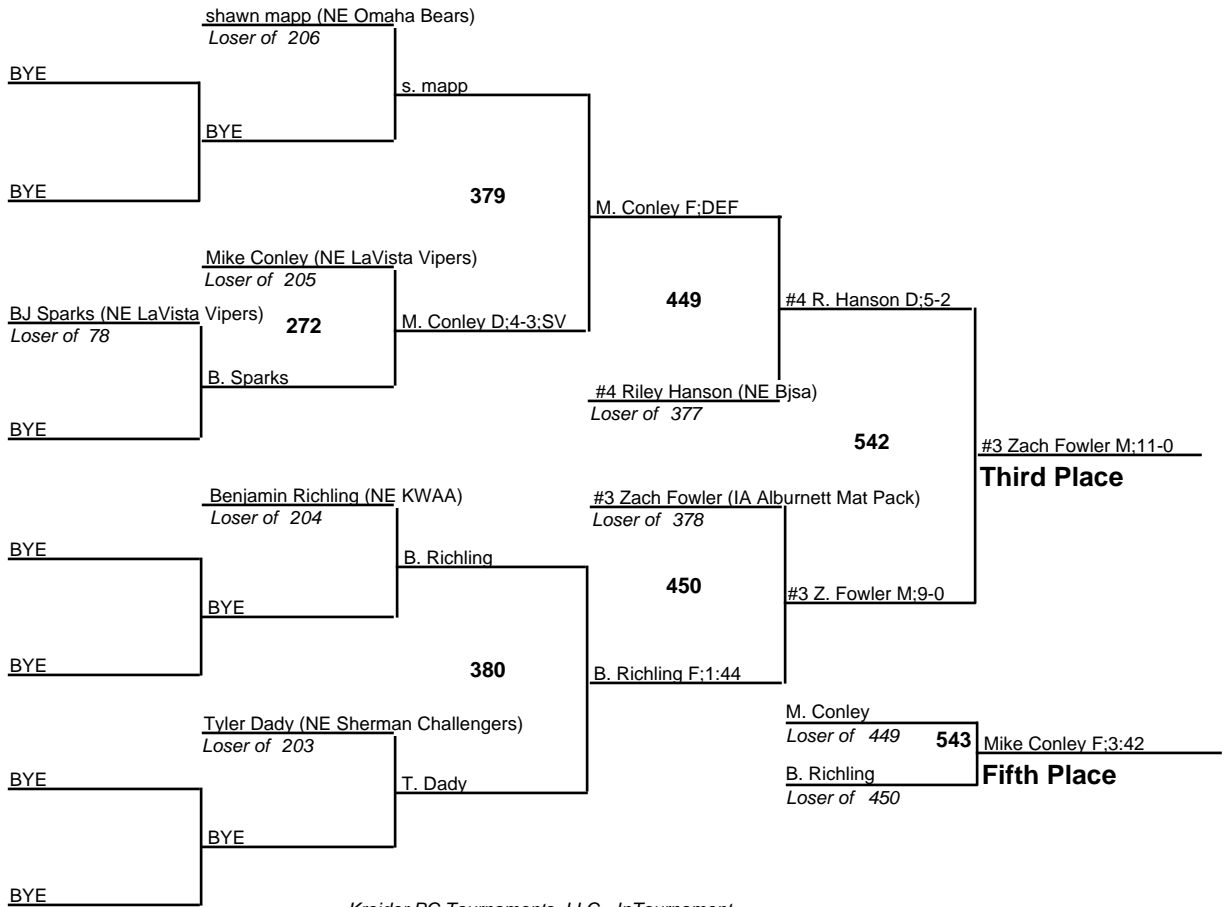 shawn mapp (NE Omaha Bears)
Loser of 206
BYE
s. mapp
BYE
BYE
379
M. Conley F;DEF
Mike Conley (NE LaVista Vipers)
Loser of 205
449
#4 R. Hanson D;5-2
BJ Sparks (NE LaVista Vipers)
Loser of 78
272
M. Conley D;4-3;SV
B. Sparks
#4 Riley Hanson (NE Bjsa)
Loser of 377
BYE
542
#3 Zach Fowler M;11-0
Third Place
Benjamin Richling (NE KWAA)
Loser of 204
#3 Zach Fowler (IA Alburnett Mat Pack)
Loser of 378
BYE
B. Richling
450
#3 Z. Fowler M;9-0
BYE
BYE
380
B. Richling F;1:44
Tyler Dady (NE Sherman Challengers)
Loser of 203
M. Conley
Loser of 449
543
Mike Conley F;3:42
Fifth Place
B. Richling
Loser of 450
BYE
T. Dady
BYE
BYE